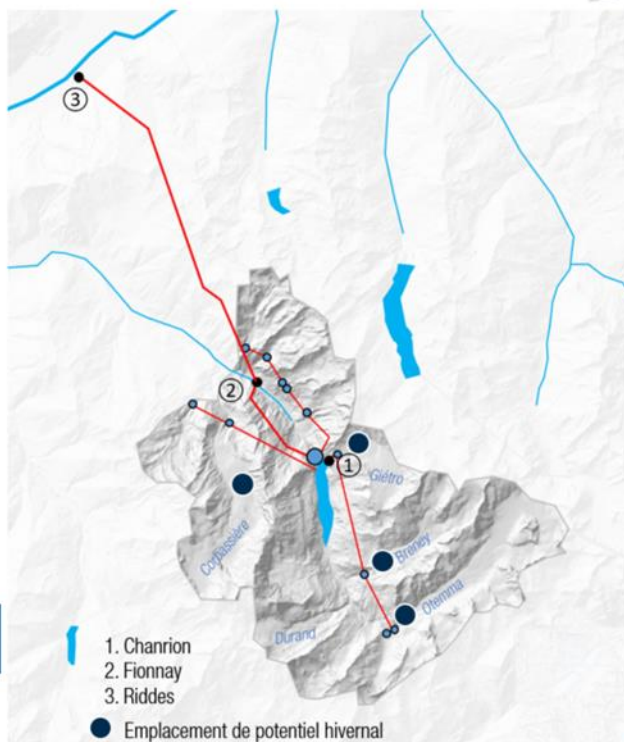 ③
②
①
Giétro
Corbassière
Breney
Otemma
Durand
1. Chanrion
2. Fionnay
3. Riddes
Emplacement de potentiel hivernal